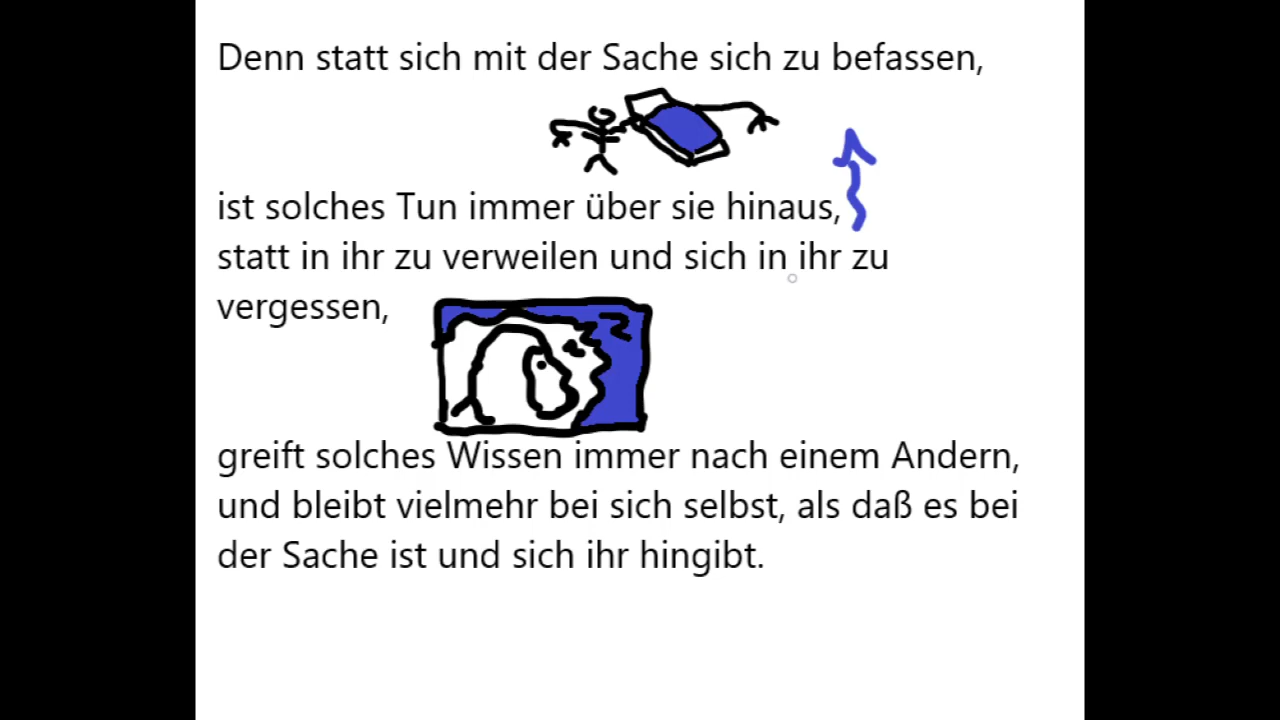 Denn statt sich mit der Sache sich zu befassen,
ist solches Tun immer über sie hinaus,
statt in ihr zu verweilen und sich in ihr zu
vergessen,
greift solches Wissen immer nach einem Andern,
und bleibt vielmehr bei sich selbst, als daß es bei
der Sache ist und sich ihr hingibt.